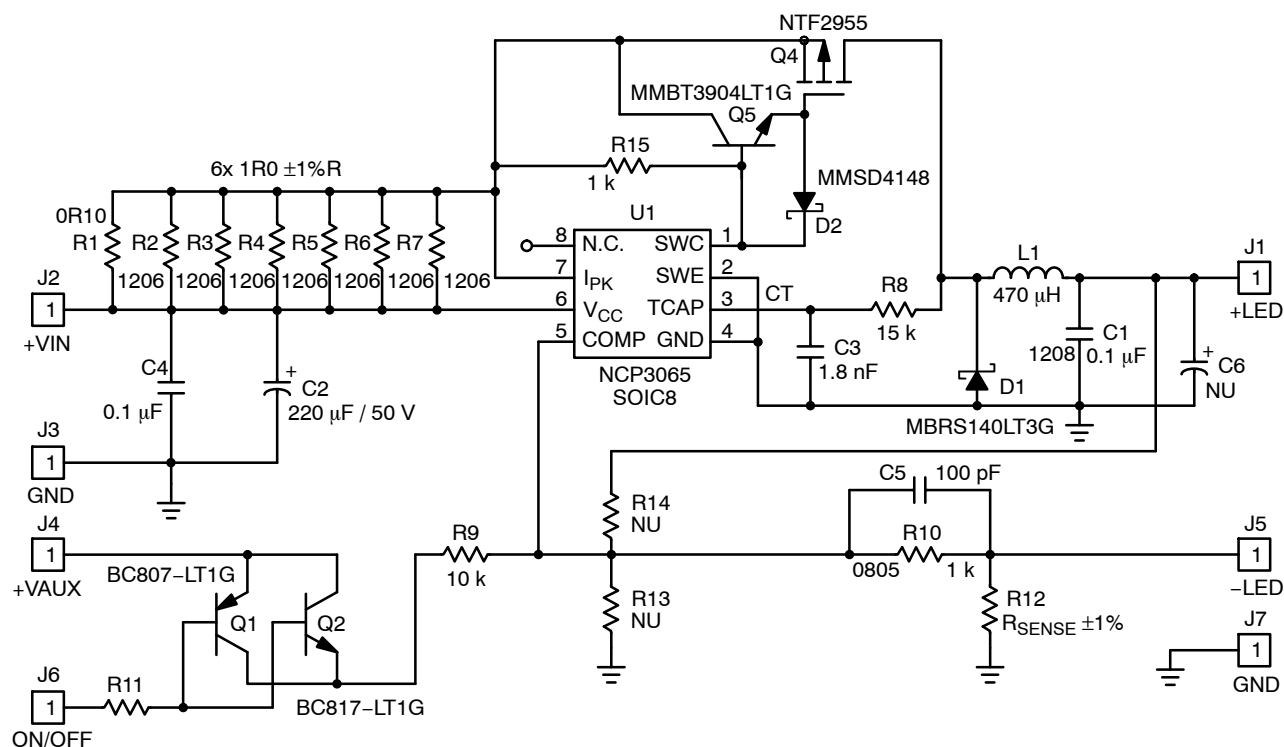 NTF2955
Q4
MMBT3904LT1G
Q5
R15
1 k
6x 1R0 ±1%R
MMSD4148
D2
0R10
R1
R2
R3
R4
R5
R6
R7
1206
1206
1206
1206
1206
1206
U1
8
N.C.
SWC
1
7
IPK
SWE
2
6
VCC
TCAP
3
5
COMP
GND
4
NCP3065
SOIC8
CT
R8
15 k
L1
470 µH
J1
1
+LED
J2
1
+VIN
C4
0.1 µF
+
C2
220 µF / 50 V
C3
1.8 nF
D1
MBRS140LT3G
C1
1208
0.1 µF
+
C6
NU
J3
1
GND
C5
100 pF
R14
NU
J4
1
+VAUX
BC807–LT1G
R9
10 k
R10
0805
1 k
J5
1
–LED
Q1
Q2
R13
NU
R12
RSENSE ±1%
J7
1
GND
J6
1
ON/OFF
R11
BC817–LT1G